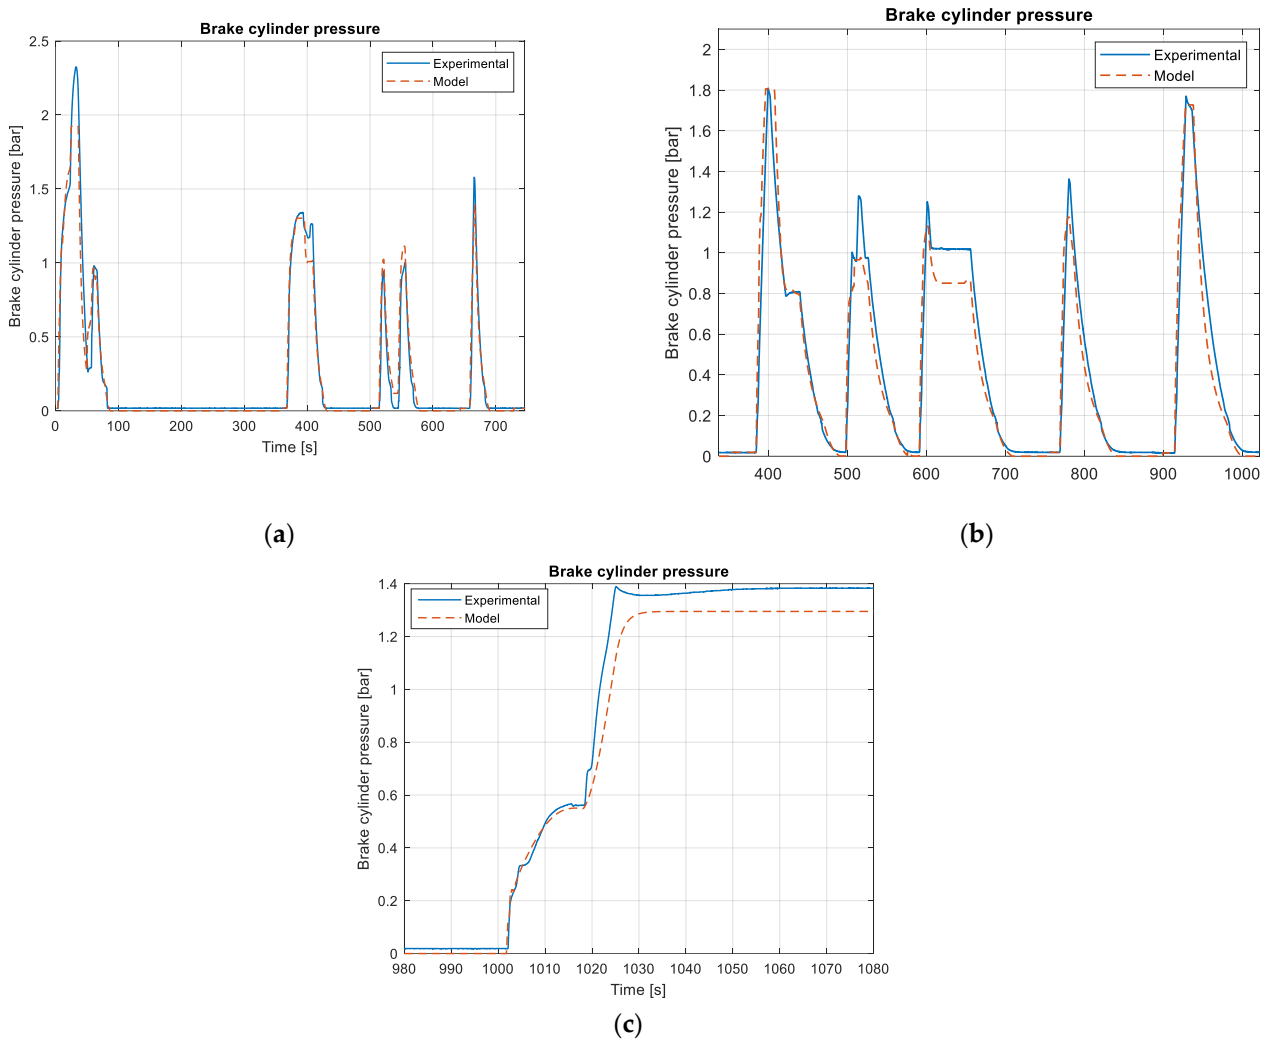 Brake cylinder pressure
2.5
2
1.5
1
0.5
0
Brake cylinder pressure [bar]
Experimental
Model
0 100 200 300 400 500 600 700
Time [s]
(a)
Brake cylinder pressure
2
1.8
1.6
1.4
1.2
1
0.8
0.6
0.4
0.2
0
Brake cylinder pressure [bar]
Experimental
Model
400 500 600 700 800 900 1000
(b)
Brake cylinder pressure
1.4
1.2
1
0.8
0.6
0.4
0.2
0
Brake cylinder pressure [bar]
Experimental
Model
980 990 1000 1010 1020 1030 1040 1050 1060 1070 1080
Time [s]
(c)